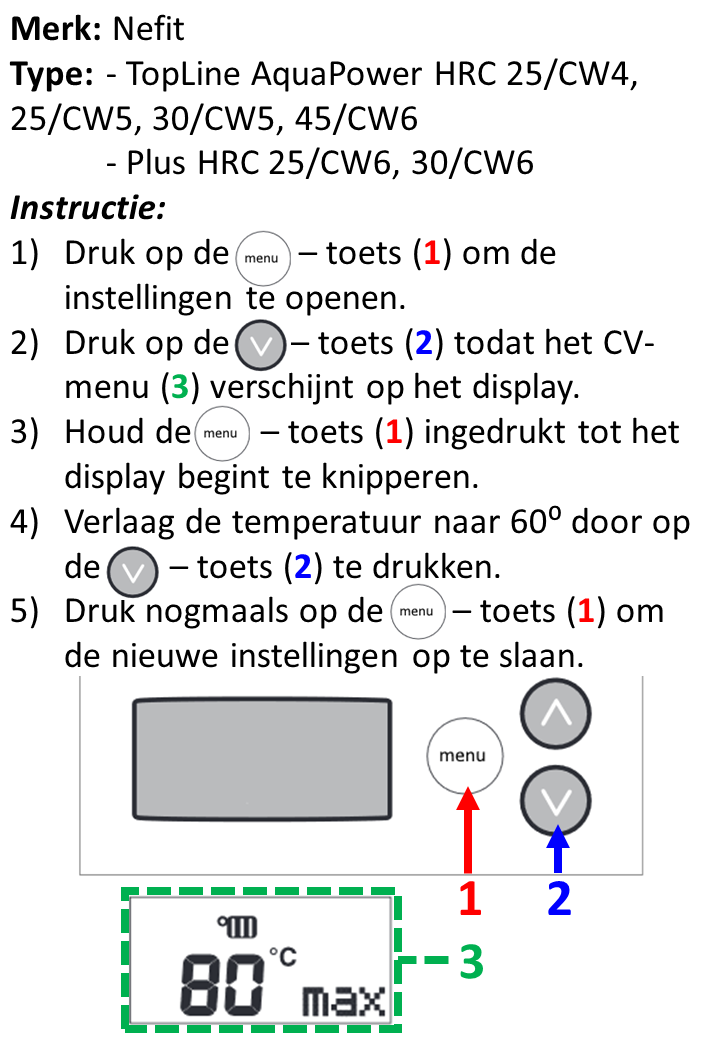 Merk: Nefit
Type: - TopLine AquaPower HRC 25/CW4,
25/CW5, 30/CW5, 45/CW6
- Plus HRC 25/CW6, 30/CW6
Instructie:
1) Druk op de menu – toets (1) om de
instellingen te openen.
2) Druk op de – toets (2) todat het CV-
menu (3) verschijnt op het display.
3) Houd de menu – toets (1) ingedrukt tot het
display begint te knipperen.
4) Verlaag de temperatuur naar 60⁰ door op
de – toets (2) te drukken.
5) Druk nogmaals op de menu – toets (1) om
de nieuwe instellingen op te slaan.
menu
1 2
80 °C max
3